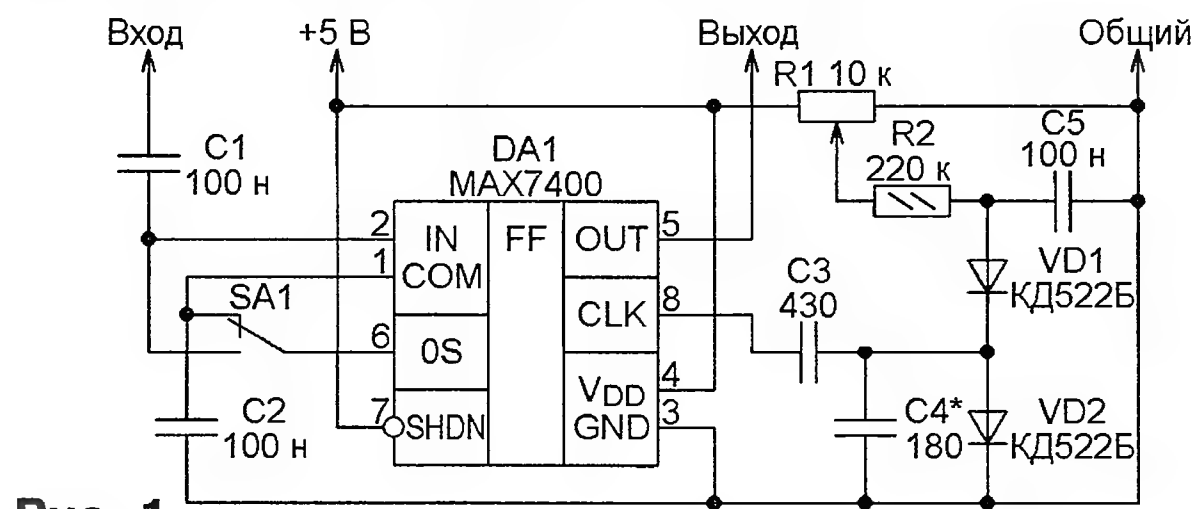 Вход
+5 В
Выход
Общий
R1 10 к
C1
100 н
DA1
MAX7400
R2
220 к
C5
100 н
2
IN
FF
OUT
5
1
COM
VD1
КД522Б
SA1
CLK
8
C3
430
6
0S
VDD
4
C2
100 н
7
SHDN
GND
3
C4*
180
VD2
КД522Б